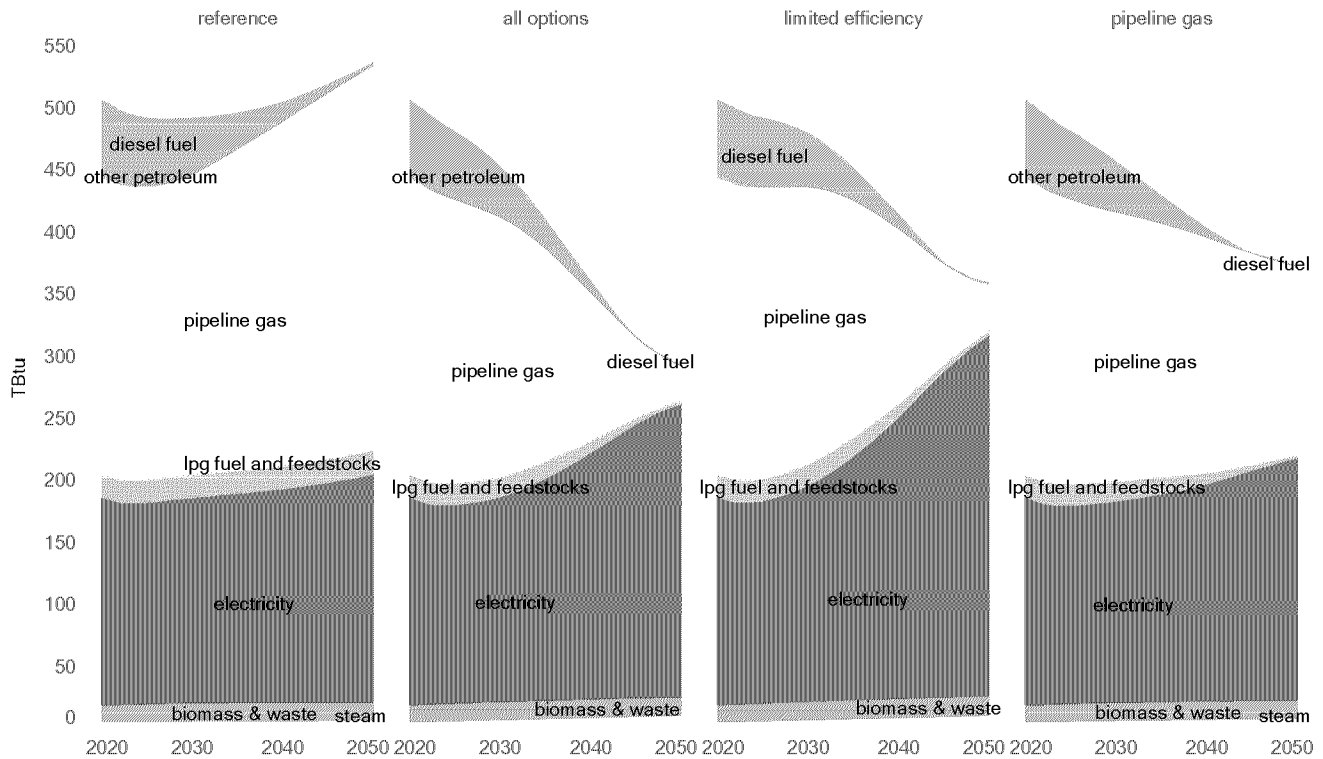 reference
all options
limited efficiency
pipeline gas
550
500
450
400
350
300
250
200
150
100
50
0
TBtu
diesel fuel
other petroleum
pipeline gas
lpg fuel and feedstocks
electricity
biomass & waste
steam
2020
2030
2040
2050
other petroleum
diesel fuel
pipeline gas
lpg fuel and feedstocks
electricity
biomass & waste
2020
2030
2040
2050
diesel fuel
pipeline gas
lpg fuel and feedstocks
electricity
biomass & waste
2020
2030
2040
2050
other petroleum
diesel fuel
pipeline gas
lpg fuel and feedstocks
electricity
biomass & waste
steam
2020
2030
2040
2050